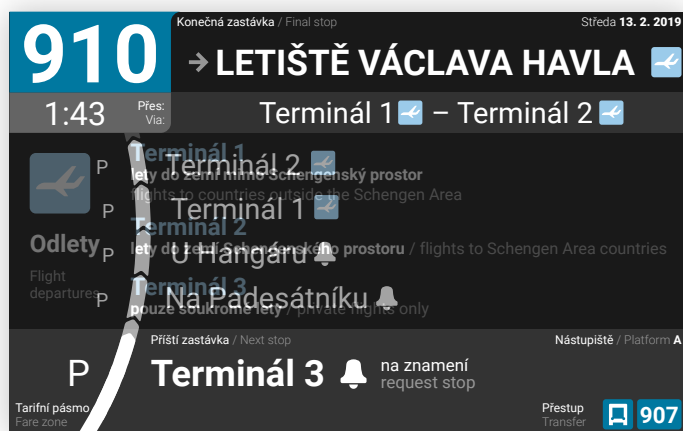 910
Konečná zastávka / Final stop
Středa 13. 2. 2019
→ LETIŠTĚ VÁCLAVA HAVLA
1:43
Přes:
Via:
Terminál 1 – Terminál 2
P Terminál 2
P Terminál 1
P U Hangáru
P Na Padesátníku
Odlety
Flight
departures
Terminál 1
lety do zemí mimo Schengenský prostor
flights to countries outside the Schengen Area
Terminál 2
lety do zemí Schengenského prostoru / flights to Schengen Area countries
Terminál 3
pouze soukromé lety / private flights only
Příští zastávka / Next stop
Nástupiště / Platform A
P
Terminál 3
na znamení
request stop
Tarifní pásmo
Fare zone
Přestup
Transfer
907